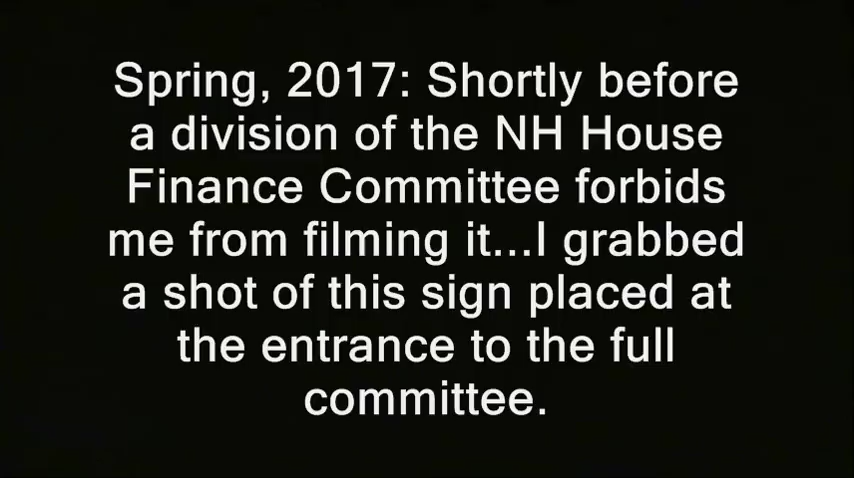 Spring, 2017: Shortly before
a division of the NH House
Finance Committee forbids
me from filming it...I grabbed
a shot of this sign placed at
the entrance to the full
committee.